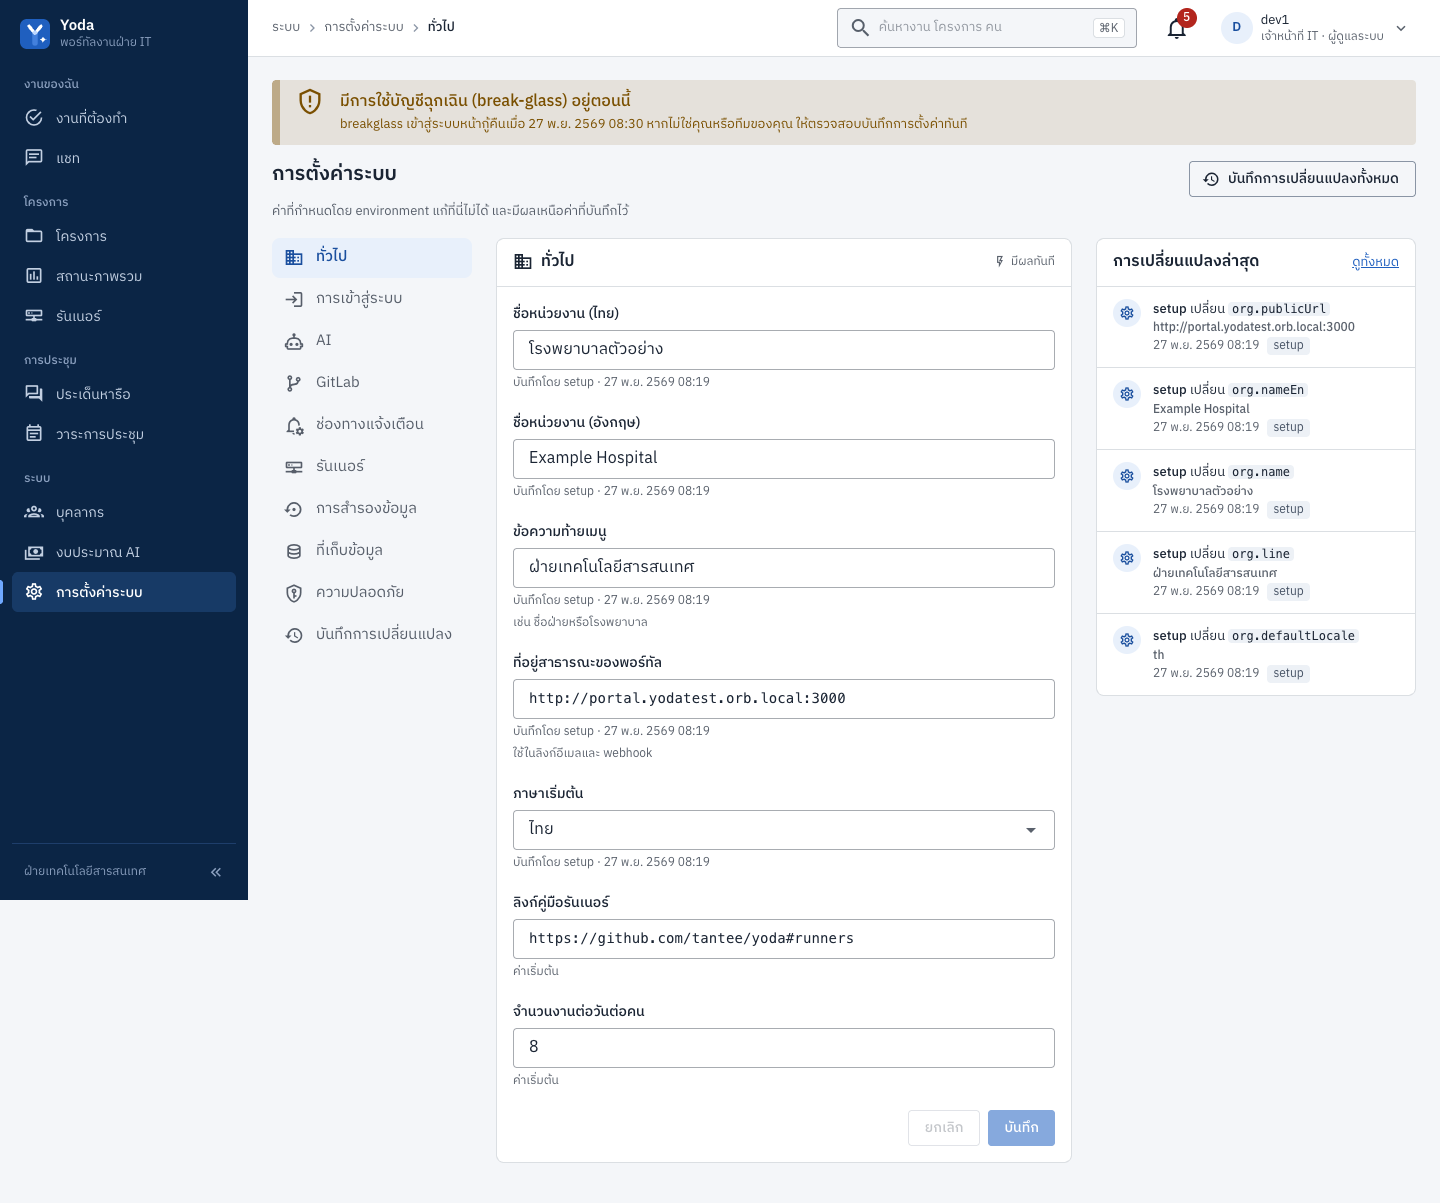 Yoda
พอร์ทัลงานฝ่าย IT
งานของฉัน
งานที่ต้องทำ
แชท
โครงการ
โครงการ
สถานะภาพรวม
รันเนอร์
การประชุม
ประเด็นหารือ
วาระการประชุม
ระบบ
บุคลากร
งบประมาณ AI
การตั้งค่าระบบ
ฝ่ายเทคโนโลยีสารสนเทศ
ระบบ › การตั้งค่าระบบ › ทั่วไป
ค้นหางาน โครงการ คน ⌘K
5
D
dev1
เจ้าหน้าที่ IT · ผู้ดูแลระบบ
มีการใช้บัญชีฉุกเฉิน (break-glass) อยู่ตอนนี้
breakglass เข้าสู่ระบบหน้ากู้คืนเมื่อ 27 พ.ย. 2569 08:30 หากไม่ใช่คุณหรือทีมของคุณ ให้ตรวจสอบบันทึกการตั้งค่าทันที
การตั้งค่าระบบ
บันทึกการเปลี่ยนแปลงทั้งหมด
ค่าที่กำหนดโดย environment แก้ที่นี่ไม่ได้ และมีผลเหนือค่าที่บันทึกไว้
ทั่วไป
การเข้าสู่ระบบ
AI
GitLab
ช่องทางแจ้งเตือน
รันเนอร์
การสำรองข้อมูล
ที่เก็บข้อมูล
ความปลอดภัย
บันทึกการเปลี่ยนแปลง
ทั่วไป
มีผลทันที
ชื่อหน่วยงาน (ไทย)
โรงพยาบาลตัวอย่าง
บันทึกโดย setup · 27 พ.ย. 2569 08:19
ชื่อหน่วยงาน (อังกฤษ)
Example Hospital
บันทึกโดย setup · 27 พ.ย. 2569 08:19
ข้อความท้ายเมนู
ฝ่ายเทคโนโลยีสารสนเทศ
บันทึกโดย setup · 27 พ.ย. 2569 08:19
เช่น ชื่อฝ่ายหรือโรงพยาบาล
ที่อยู่สาธารณะของพอร์ทัล
http://portal.yodatest.orb.local:3000
บันทึกโดย setup · 27 พ.ย. 2569 08:19
ใช้ในลิงก์อีเมลและ webhook
ภาษาเริ่มต้น
ไทย
บันทึกโดย setup · 27 พ.ย. 2569 08:19
ลิงก์คู่มือรันเนอร์
https://github.com/tantee/yoda#runners
ค่าเริ่มต้น
จำนวนงานต่อวันต่อคน
8
ค่าเริ่มต้น
ยกเลิก
บันทึก
การเปลี่ยนแปลงล่าสุด
ดูทั้งหมด
setup เปลี่ยน org.publicUrl
http://portal.yodatest.orb.local:3000
27 พ.ย. 2569 08:19 setup
setup เปลี่ยน org.nameEn
Example Hospital
27 พ.ย. 2569 08:19 setup
setup เปลี่ยน org.name
โรงพยาบาลตัวอย่าง
27 พ.ย. 2569 08:19 setup
setup เปลี่ยน org.line
ฝ่ายเทคโนโลยีสารสนเทศ
27 พ.ย. 2569 08:19 setup
setup เปลี่ยน org.defaultLocale
th
27 พ.ย. 2569 08:19 setup